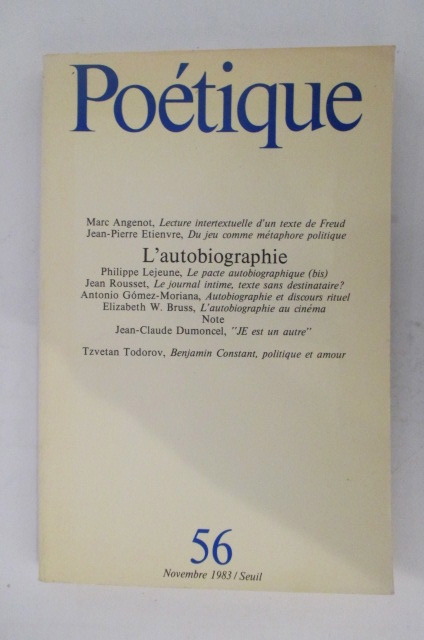 Poétique
Marc Angenot, Lecture intertextuelle d'un texte de Freud
Jean-Pierre Etienvre, Du jeu comme métaphore politique
L'autobiographie
Philippe Lejeune, Le pacte autobiographique (bis)
Jean Rousset, Le journal intime, texte sans destinataire?
Antonio Gómez-Moriana, Autobiographie et discours rituel
Elizabeth W. Bruss, L'autobiographie au cinéma
Note
Jean-Claude Dumoncel, "JE est un autre"
Tzvetan Todorov, Benjamin Constant, politique et amour
56
Novembre 1983/Seuil